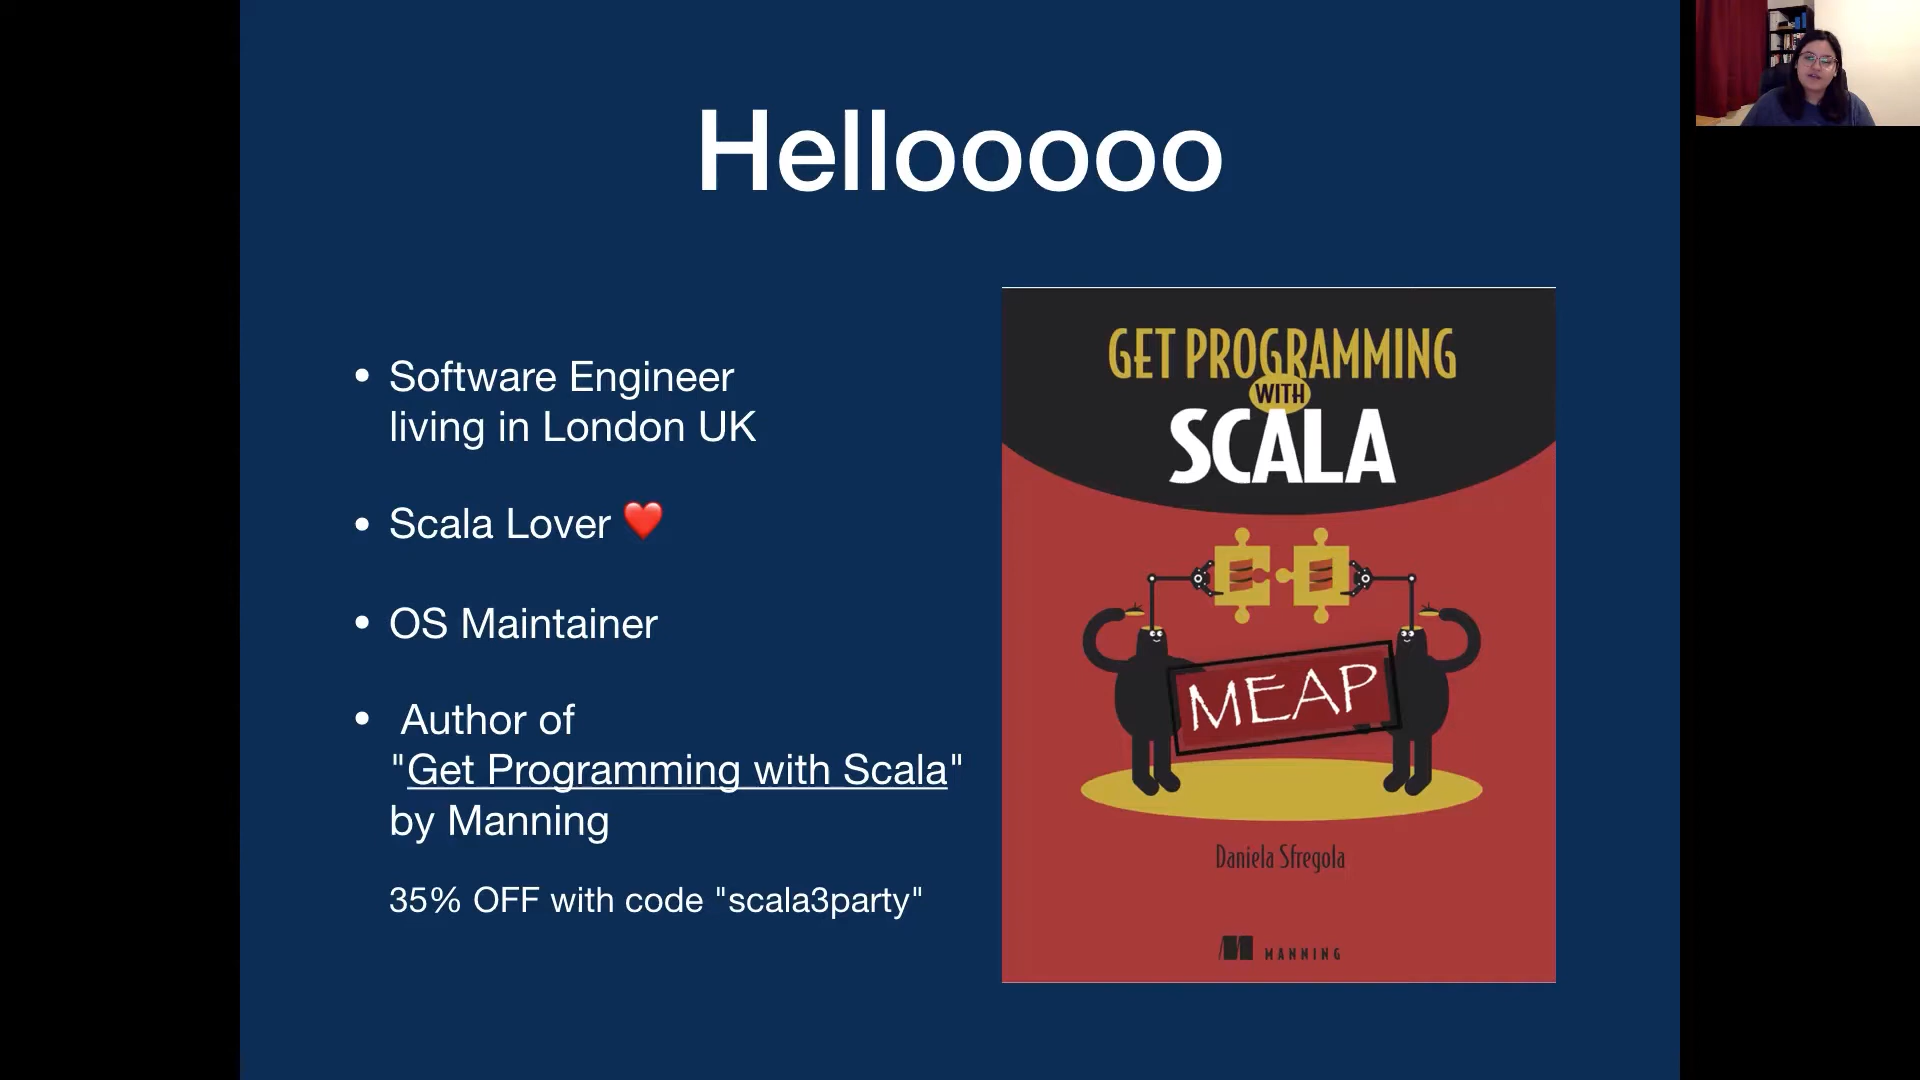 Hellooooo
• Software Engineer
living in London UK
• Scala Lover ❤️
• OS Maintainer
• Author of
"Get Programming with Scala"
by Manning
35% OFF with code "scala3party"
GET PROGRAMMING
WITH
SCALA
MEAP
Daniela Sfregola
MANNING